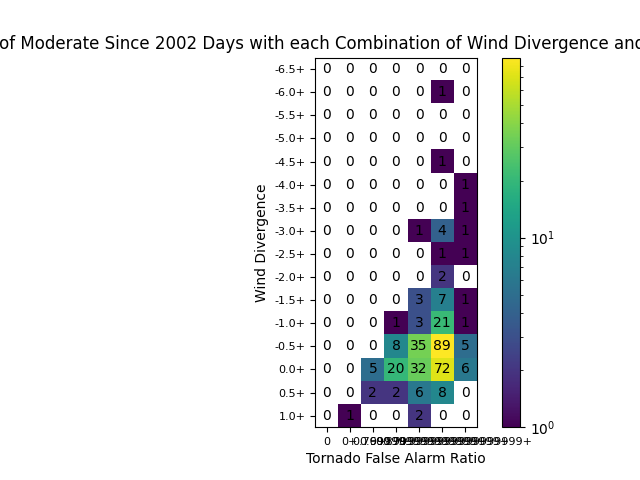 of Moderate Since 2002 Days with each Combination of Wind Divergence and
-6.5+ 0 0 0 0 0 0 0
-6.0+ 0 0 0 0 0 1 0
-5.5+ 0 0 0 0 0 0 0
-5.0+ 0 0 0 0 0 0 0
-4.5+ 0 0 0 0 0 1 0
-4.0+ 0 0 0 0 0 0 1
-3.5+ 0 0 0 0 0 0 1
-3.0+ 0 0 0 0 1 4 1
-2.5+ 0 0 0 0 0 1 1
-2.0+ 0 0 0 0 0 2 0
-1.5+ 0 0 0 0 3 7 1
-1.0+ 0 0 0 1 3 21 1
-0.5+ 0 0 0 8 35 89 5
0.0+ 0 0 5 20 32 72 6
0.5+ 0 0 2 2 6 8 0
1.0+ 0 1 0 0 2 0 0
0 0+
Tornado False Alarm Ratio
Wind Divergence
10¹
10⁰